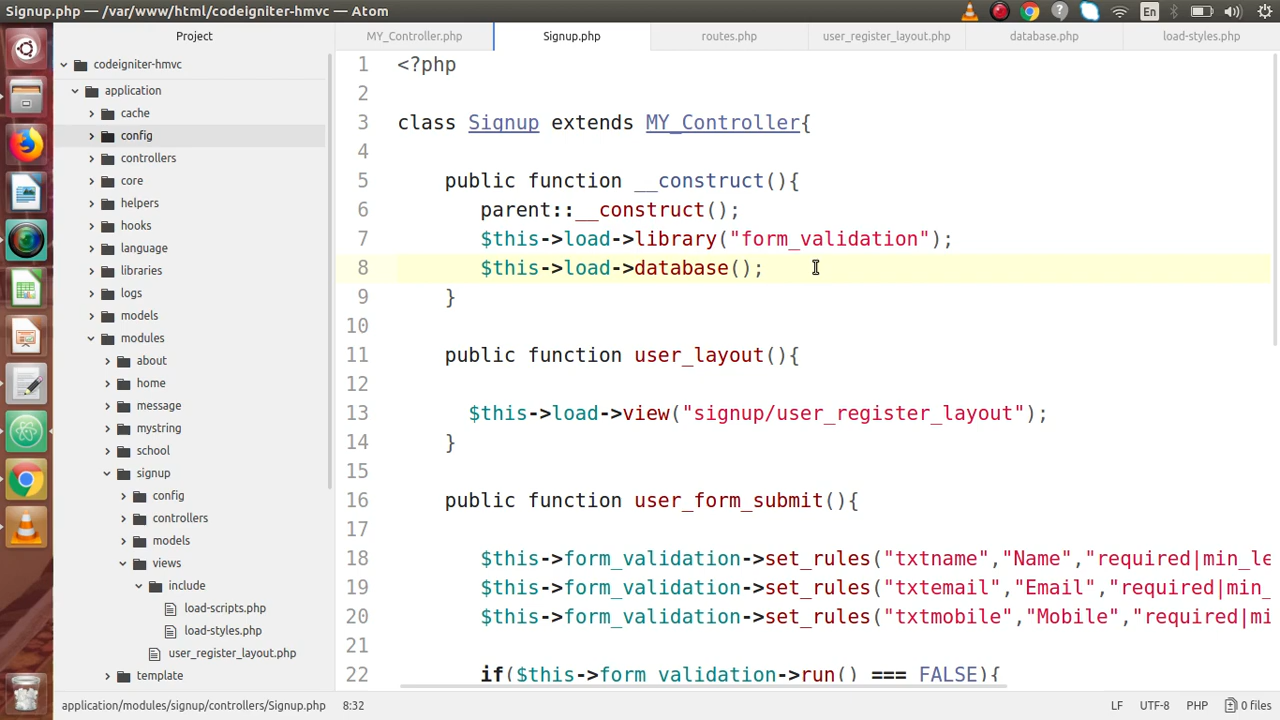 Signup.php — /var/www/html/codeigniter-hmvc — Atom
En
Project
MY_Controller.php
Signup.php
routes.php
user_register_layout.php
database.php
load-styles.php
codeigniter-hmvc
application
cache
config
controllers
core
helpers
hooks
language
libraries
logs
models
modules
about
home
message
mystring
school
signup
config
controllers
models
views
include
load-scripts.php
load-styles.php
user_register_layout.php
template
1 <?php
2
3 class Signup extends MY_Controller{
4
5 public function __construct(){
6 parent::__construct();
7 $this->load->library("form_validation");
8 $this->load->database();
9 }
10
11 public function user_layout(){
12
13 $this->load->view("signup/user_register_layout");
14 }
15
16 public function user_form_submit(){
17
18 $this->form_validation->set_rules("txtname","Name","required|min_le
19 $this->form_validation->set_rules("txtemail","Email","required|min_
20 $this->form_validation->set_rules("txtmobile","Mobile","required|mi
21
22 if($this->form_validation->run() === FALSE){
application/modules/signup/controllers/Signup.php 8:32
LF UTF-8 PHP 0 files